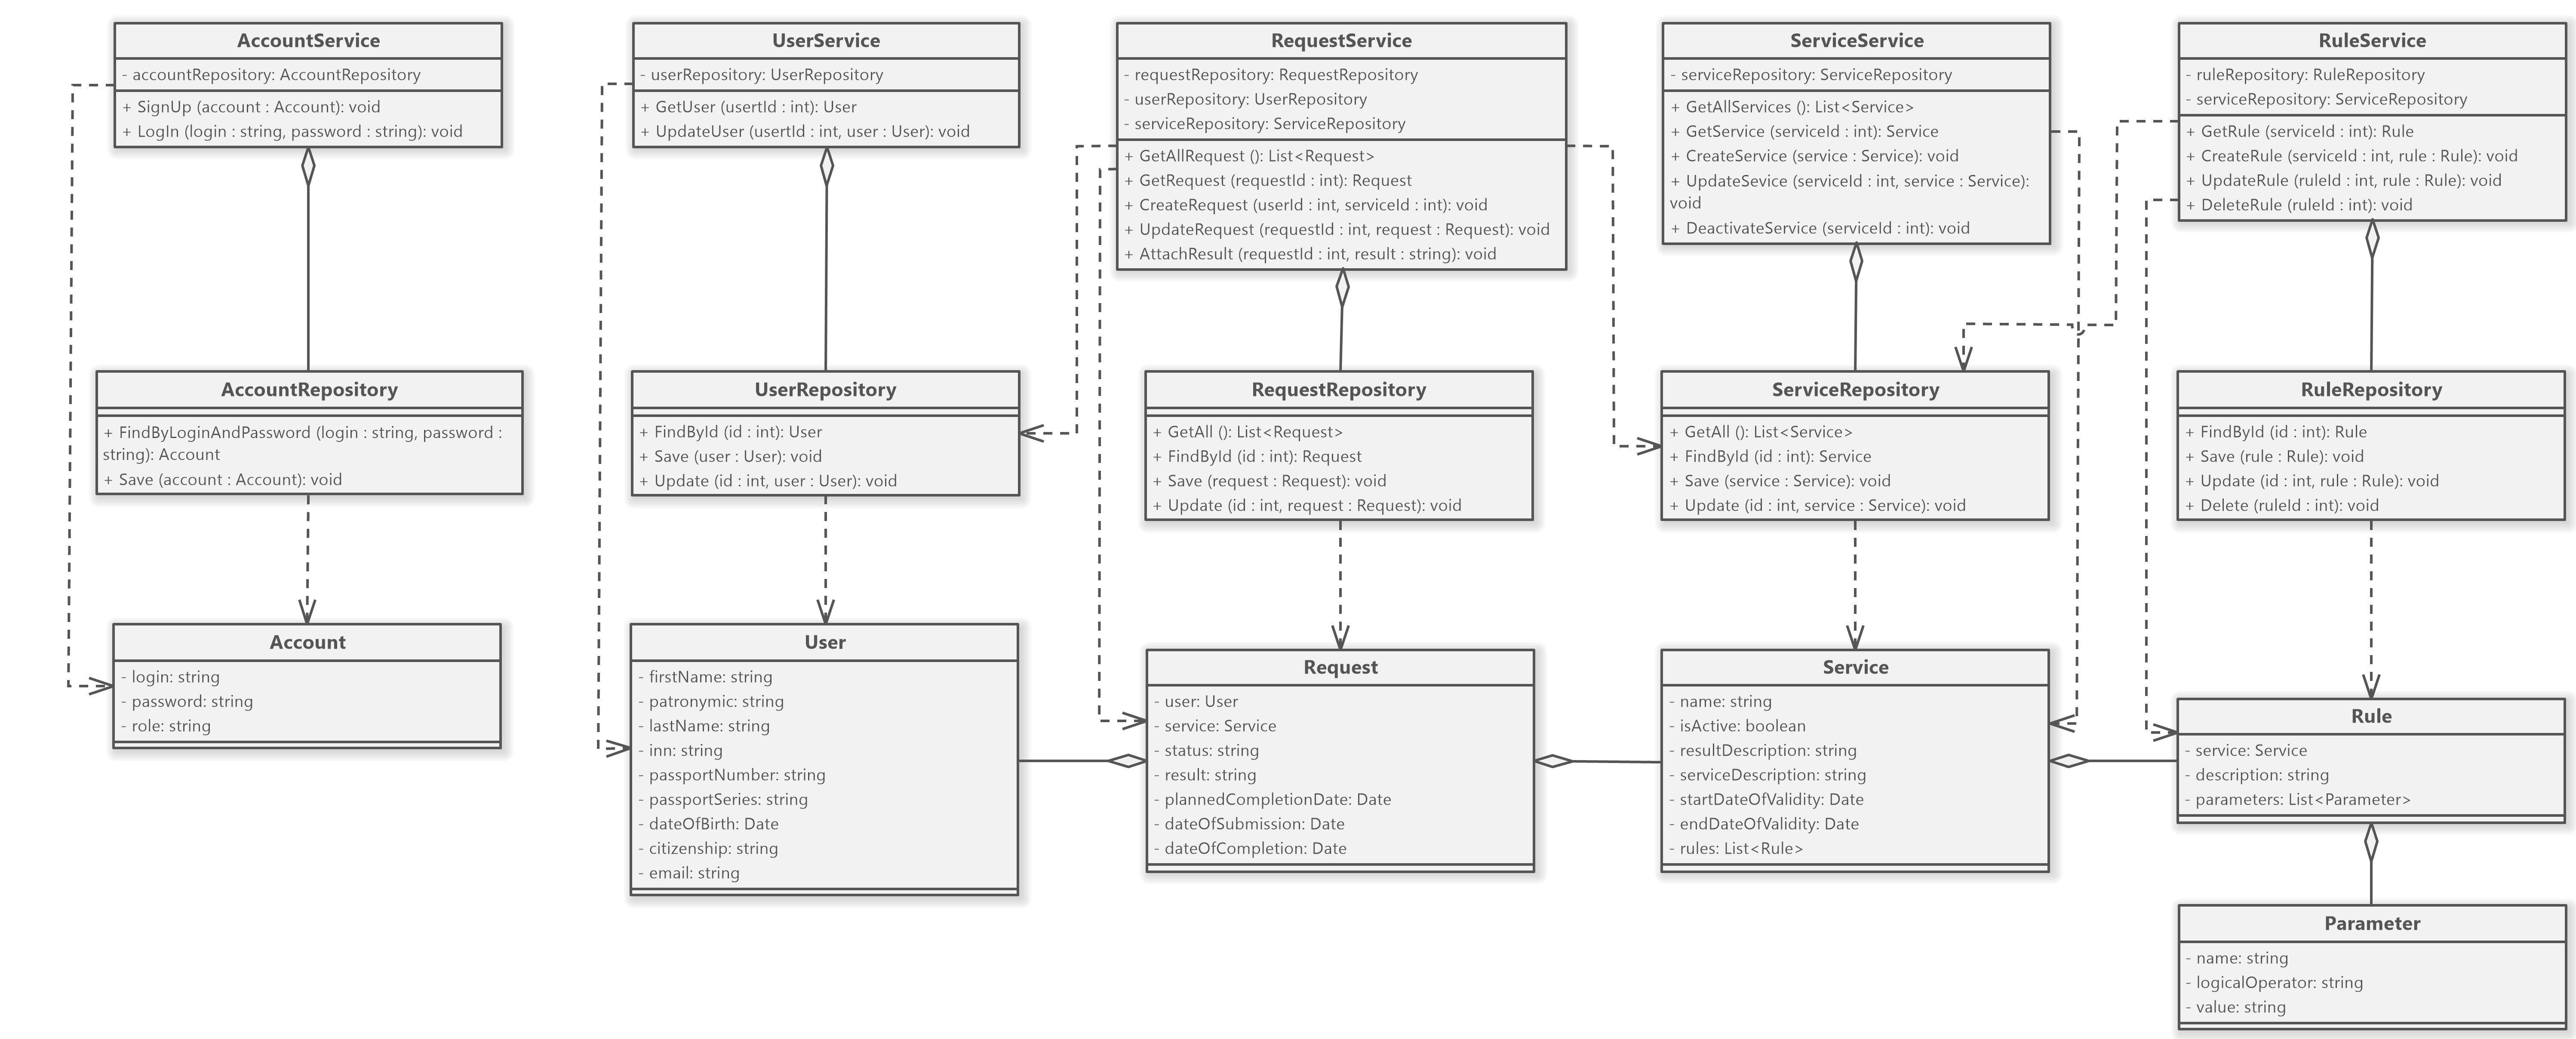 AccountService
- accountRepository: AccountRepository
+ SignUp (account : Account): void
+ LogIn (login : string, password : string): void
UserService
- userRepository: UserRepository
+ GetUser (usertId : int): User
+ UpdateUser (usertId : int, user : User): void
RequestService
- requestRepository: RequestRepository
- userRepository: UserRepository
- serviceRepository: ServiceRepository
+ GetAllRequest (): List<Request>
+ GetRequest (requestId : int): Request
+ CreateRequest (userId : int, serviceId : int): void
+ UpdateRequest (requestId : int, request : Request): void
+ AttachResult (requestId : int, result : string): void
ServiceService
- serviceRepository: ServiceRepository
+ GetAllServices (): List<Service>
+ GetService (serviceId : int): Service
+ CreateService (service : Service): void
+ UpdateSevice (serviceId : int, service : Service):
void
+ DeactivateService (serviceId : int): void
RuleService
- ruleRepository: RuleRepository
- serviceRepository: ServiceRepository
+ GetRule (serviceId : int): Rule
+ CreateRule (serviceId : int, rule : Rule): void
+ UpdateRule (ruleId : int, rule : Rule): void
+ DeleteRule (ruleId : int): void
AccountRepository
+ FindByLoginAndPassword (login : string, password :
string): Account
+ Save (account : Account): void
UserRepository
+ FindById (id : int): User
+ Save (user : User): void
+ Update (id : int, user : User): void
RequestRepository
+ GetAll (): List<Request>
+ FindById (id : int): Request
+ Save (request : Request): void
+ Update (id : int, request : Request): void
ServiceRepository
+ GetAll (): List<Service>
+ FindById (id : int): Service
+ Save (service : Service): void
+ Update (id : int, service : Service): void
RuleRepository
+ FindById (id : int): Rule
+ Save (rule : Rule): void
+ Update (id : int, rule : Rule): void
+ Delete (ruleId : int): void
Account
- login: string
- password: string
- role: string
User
- firstName: string
- patronymic: string
- lastName: string
- inn: string
- passportNumber: string
- passportSeries: string
- dateOfBirth: Date
- citizenship: string
- email: string
Request
- user: User
- service: Service
- status: string
- result: string
- plannedCompletionDate: Date
- dateOfSubmission: Date
- dateOfCompletion: Date
Service
- name: string
- isActive: boolean
- resultDescription: string
- serviceDescription: string
- startDateOfValidity: Date
- endDateOfValidity: Date
- rules: List<Rule>
Rule
- service: Service
- description: string
- parameters: List<Parameter>
Parameter
- name: string
- logicalOperator: string
- value: string